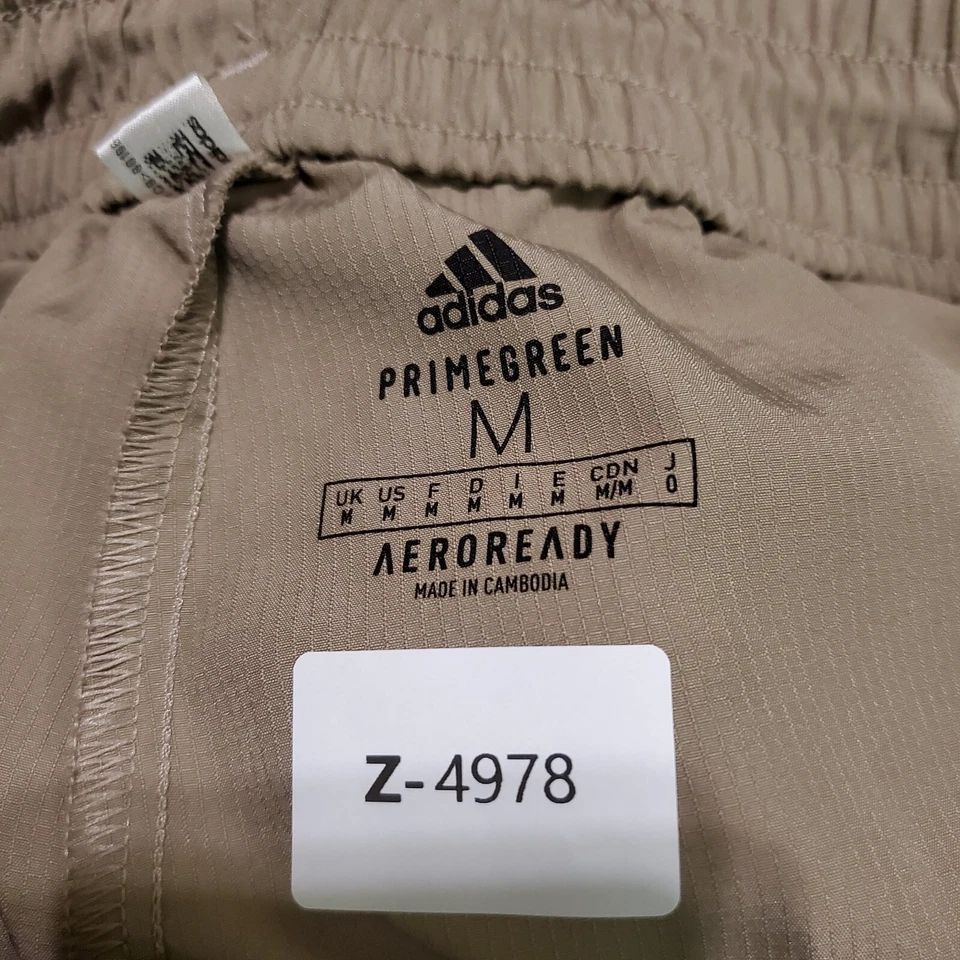 adidas
PRIMEGREEN
M
UK US F D I E CDN J
M M M M M M M/M O
AEROREADY
MADE IN CAMBODIA
Z-4978